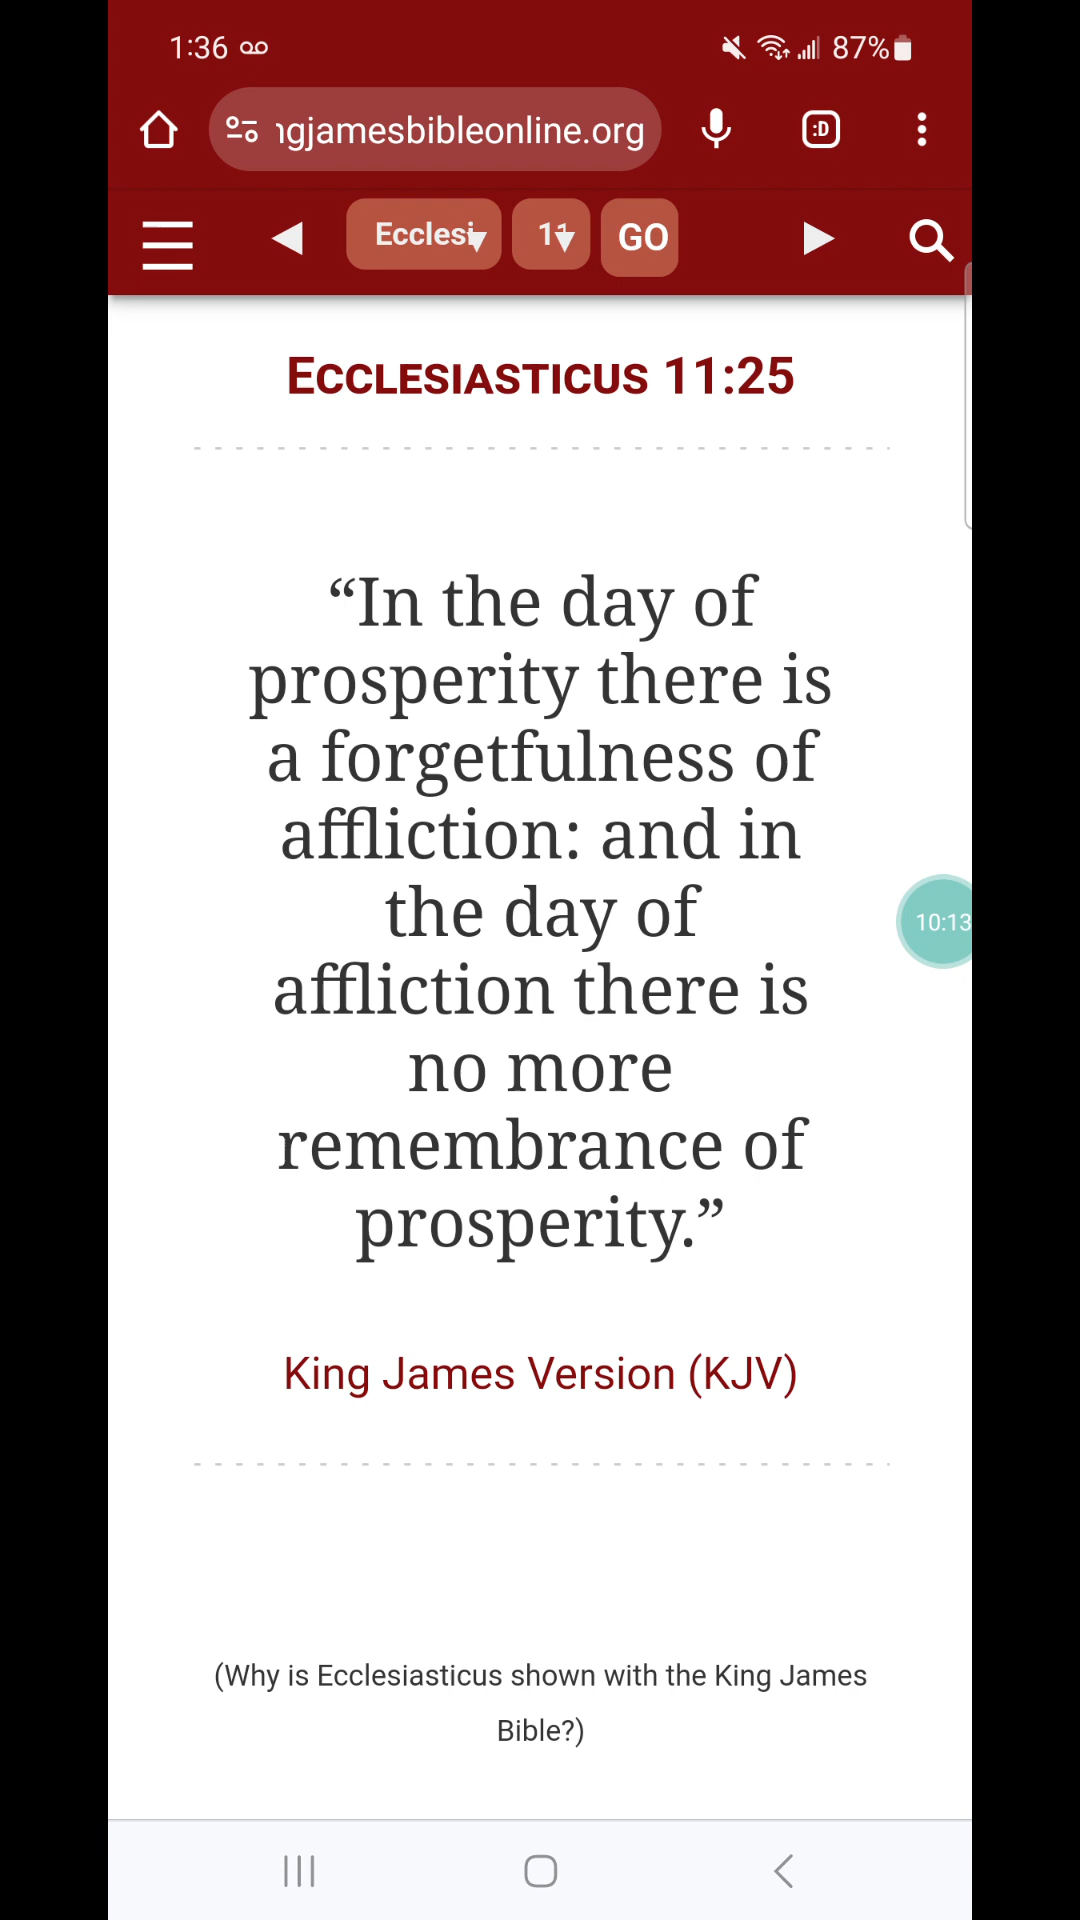 1:36
87%
ngjamesbibleonline.org
:D
Ecclesi
11
GO
ECCLESIASTICUS 11:25
“In the day of
prosperity there is
a forgetfulness of
affliction: and in
the day of
affliction there is
no more
remembrance of
prosperity.”
10:13
King James Version (KJV)
(Why is Ecclesiasticus shown with the King James
Bible?)